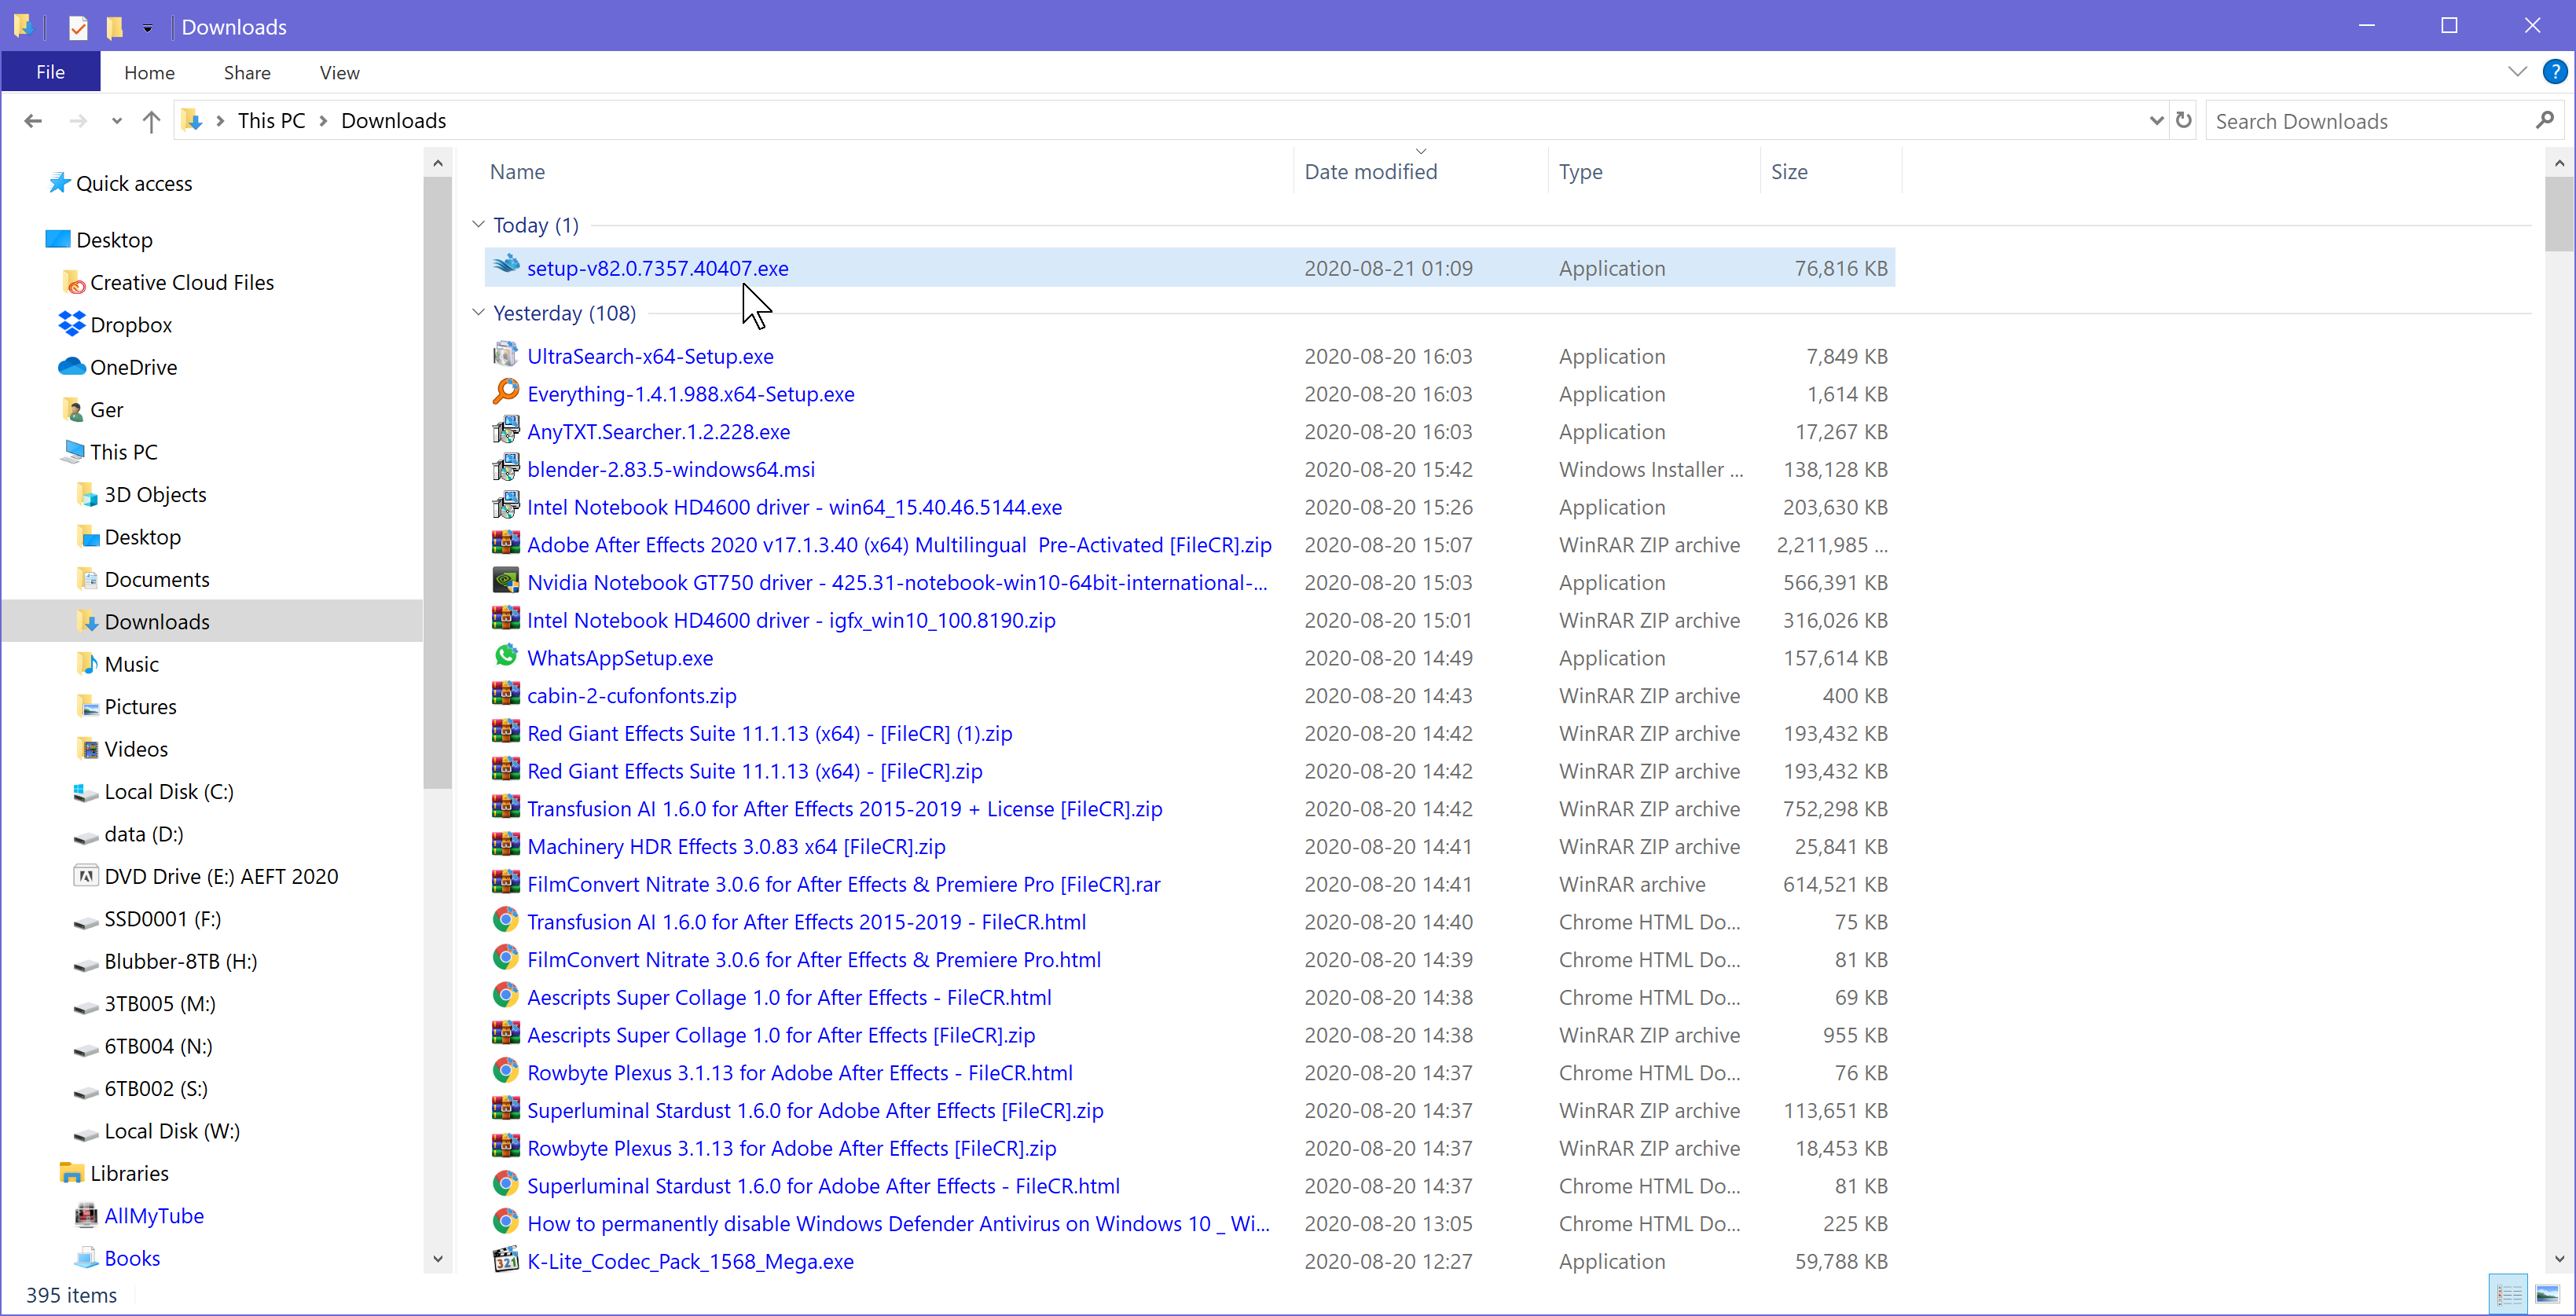 Downloads
File Home Share View
This PC Downloads Search Downloads
Quick access
Desktop
Creative Cloud Files
Dropbox
OneDrive
Ger
This PC
3D Objects
Desktop
Documents
Downloads
Music
Pictures
Videos
Local Disk (C:)
data (D:)
DVD Drive (E:) AEFT 2020
SSD0001 (F:)
Blubber-8TB (H:)
3TB005 (M:)
6TB004 (N:)
6TB002 (S:)
Local Disk (W:)
Libraries
AllMyTube
Books
Name Date modified Type Size
Today (1)
setup-v82.0.7357.40407.exe 2020-08-21 01:09 Application 76,816 KB
Yesterday (108)
UltraSearch-x64-Setup.exe 2020-08-20 16:03 Application 7,849 KB
Everything-1.4.1.988.x64-Setup.exe 2020-08-20 16:03 Application 1,614 KB
AnyTXT.Searcher.1.2.228.exe 2020-08-20 16:03 Application 17,267 KB
blender-2.83.5-windows64.msi 2020-08-20 15:42 Windows Installer ... 138,128 KB
Intel Notebook HD4600 driver - win64_15.40.46.5144.exe 2020-08-20 15:26 Application 203,630 KB
Adobe After Effects 2020 v17.1.3.40 (x64) Multilingual  Pre-Activated [FileCR].zip 2020-08-20 15:07 WinRAR ZIP archive 2,211,985 ...
Nvidia Notebook GT750 driver - 425.31-notebook-win10-64bit-international-... 2020-08-20 15:03 Application 566,391 KB
Intel Notebook HD4600 driver - igfx_win10_100.8190.zip 2020-08-20 15:01 WinRAR ZIP archive 316,026 KB
WhatsAppSetup.exe 2020-08-20 14:49 Application 157,614 KB
cabin-2-cufonfonts.zip 2020-08-20 14:43 WinRAR ZIP archive 400 KB
Red Giant Effects Suite 11.1.13 (x64) - [FileCR] (1).zip 2020-08-20 14:42 WinRAR ZIP archive 193,432 KB
Red Giant Effects Suite 11.1.13 (x64) - [FileCR].zip 2020-08-20 14:42 WinRAR ZIP archive 193,432 KB
Transfusion AI 1.6.0 for After Effects 2015-2019 + License [FileCR].zip 2020-08-20 14:42 WinRAR ZIP archive 752,298 KB
Machinery HDR Effects 3.0.83 x64 [FileCR].zip 2020-08-20 14:41 WinRAR ZIP archive 25,841 KB
FilmConvert Nitrate 3.0.6 for After Effects & Premiere Pro [FileCR].rar 2020-08-20 14:41 WinRAR archive 614,521 KB
Transfusion AI 1.6.0 for After Effects 2015-2019 - FileCR.html 2020-08-20 14:40 Chrome HTML Do... 75 KB
FilmConvert Nitrate 3.0.6 for After Effects & Premiere Pro.html 2020-08-20 14:39 Chrome HTML Do... 81 KB
Aescripts Super Collage 1.0 for After Effects - FileCR.html 2020-08-20 14:38 Chrome HTML Do... 69 KB
Aescripts Super Collage 1.0 for After Effects [FileCR].zip 2020-08-20 14:38 WinRAR ZIP archive 955 KB
Rowbyte Plexus 3.1.13 for Adobe After Effects - FileCR.html 2020-08-20 14:37 Chrome HTML Do... 76 KB
Superluminal Stardust 1.6.0 for Adobe After Effects [FileCR].zip 2020-08-20 14:37 WinRAR ZIP archive 113,651 KB
Rowbyte Plexus 3.1.13 for Adobe After Effects [FileCR].zip 2020-08-20 14:37 WinRAR ZIP archive 18,453 KB
Superluminal Stardust 1.6.0 for Adobe After Effects - FileCR.html 2020-08-20 14:37 Chrome HTML Do... 81 KB
How to permanently disable Windows Defender Antivirus on Windows 10 _ Wi... 2020-08-20 13:05 Chrome HTML Do... 225 KB
K-Lite_Codec_Pack_1568_Mega.exe 2020-08-20 12:27 Application 59,788 KB
395 items